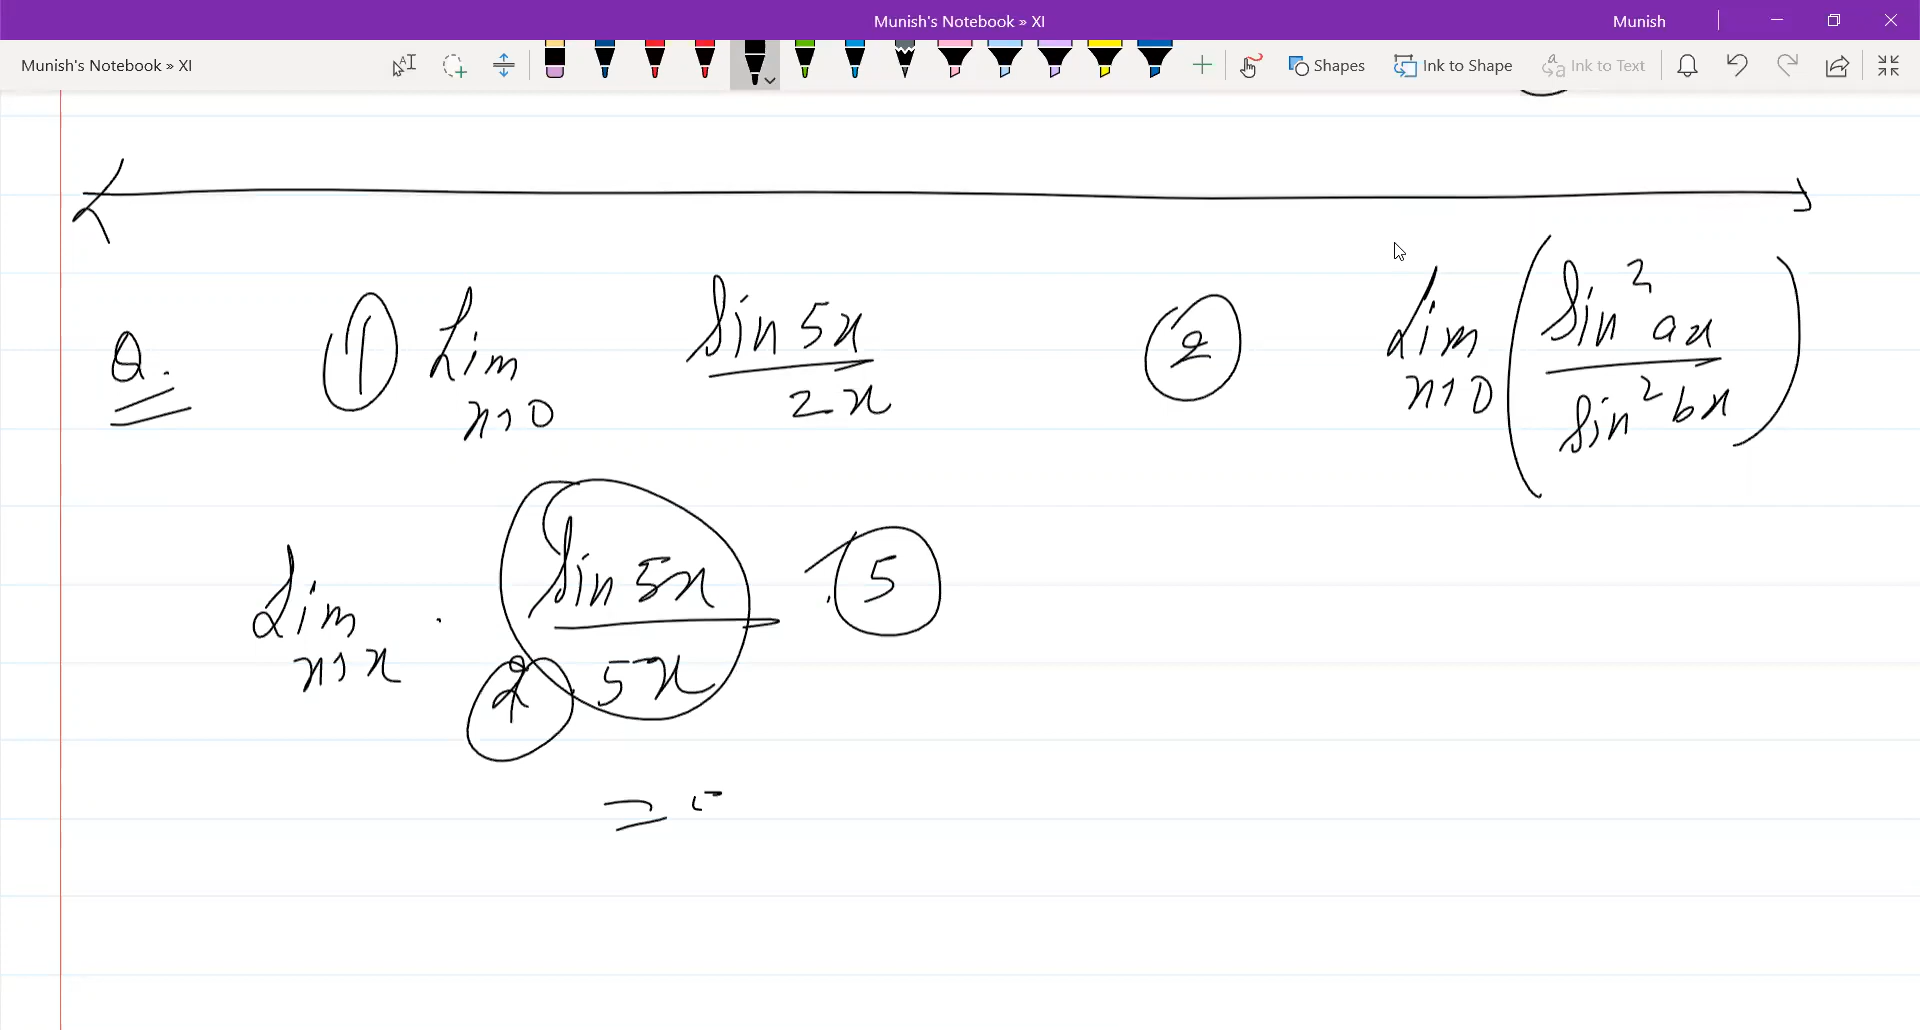 Munish's Notebook » XI
Munish
Munish's Notebook » XI
Shapes
Ink to Shape
Ink to Text
Q. ① Lim x→0 sin 5x / 2x ② Lim x→0 (sin² ax / sin² bx)
Lim x→x · sin 5x / 2 5x · 5
=